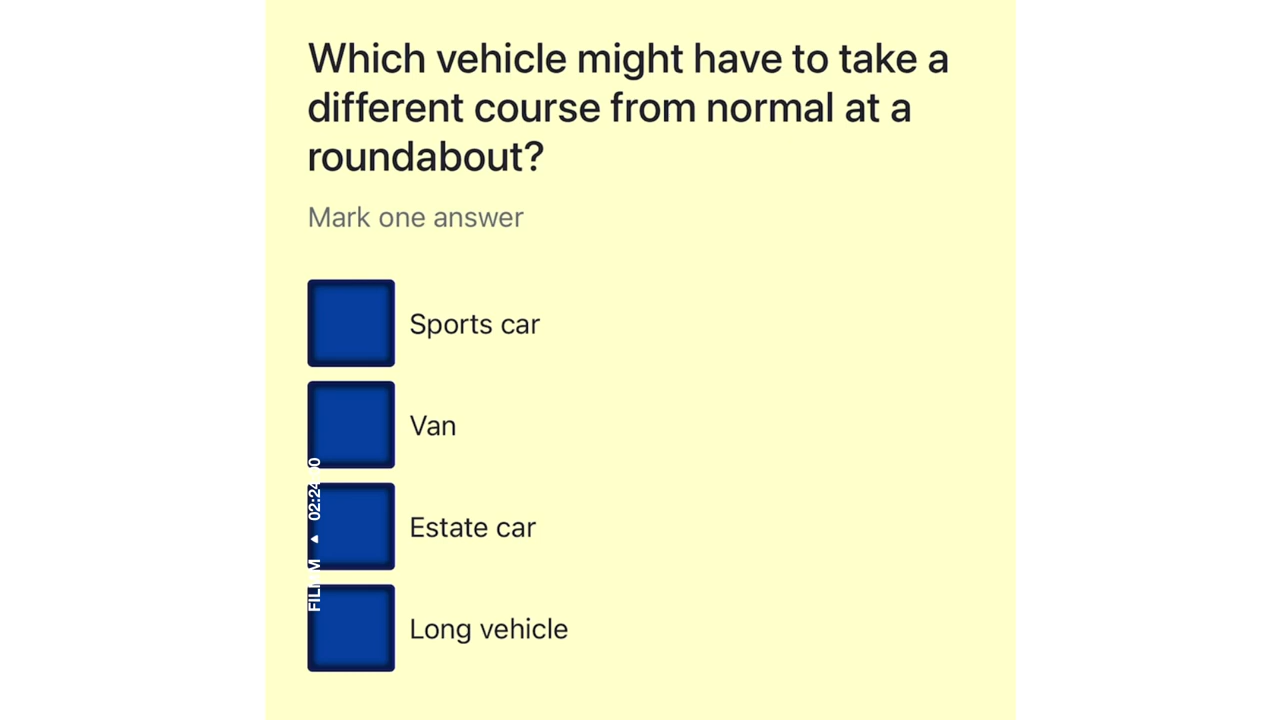 Which vehicle might have to take a
different course from normal at a
roundabout?
Mark one answer
Sports car
Van
Estate car
Long vehicle